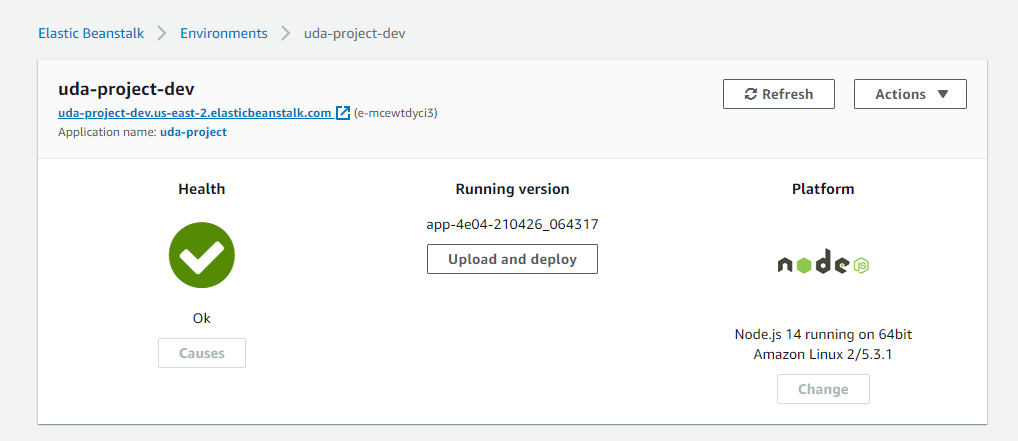 Elastic Beanstalk > Environments > uda-project-dev
uda-project-dev
uda-project-dev.us-east-2.elasticbeanstalk.com (e-mcewtdyci3)
Application name: uda-project
Refresh
Actions
Health
Ok
Causes
Running version
app-4e04-210426_064317
Upload and deploy
Platform
node JS
Node.js 14 running on 64bit
Amazon Linux 2/5.3.1
Change